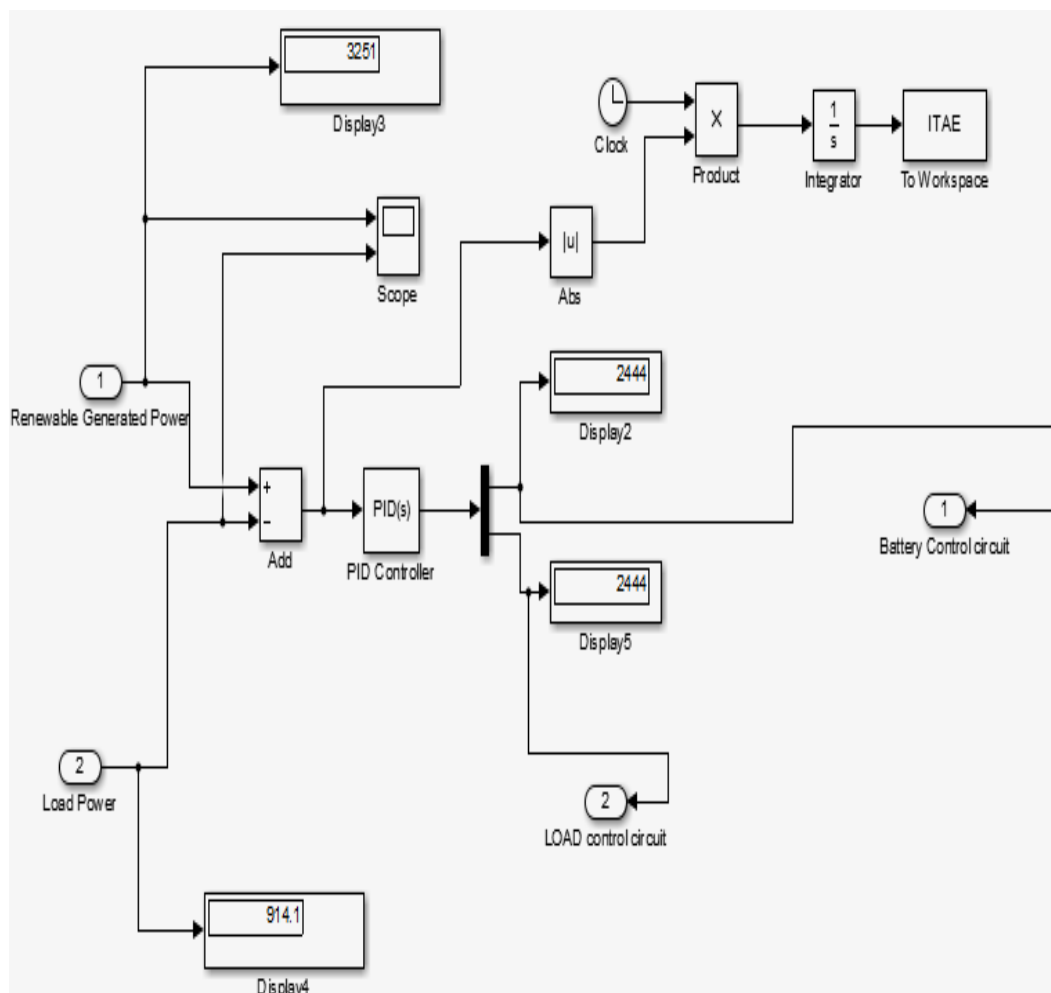 3251
Display3
Clock
X
Product
1
s
Integrator
ITAE
To Workspace
Scope
|u|
Abs
1
Renewable Generated Power
2444
Display2
+
−
Add
PID(s)
PID Controller
1
Battery Control circuit
2444
Display5
2
Load Power
2
LOAD control circuit
914.1
Display4